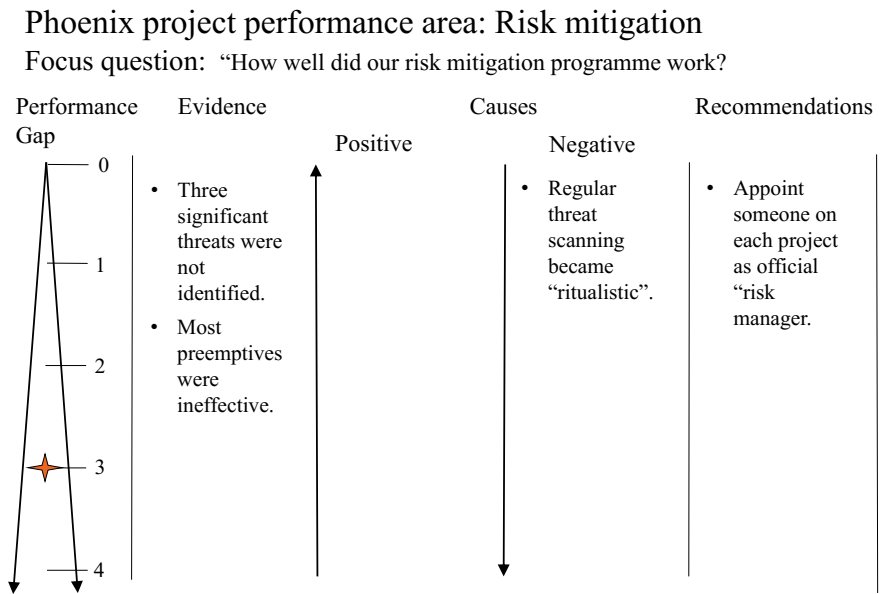 Phoenix project performance area: Risk mitigation
Focus question: “How well did our risk mitigation programme work?
Performance
Gap
Evidence
Causes
Recommendations
Positive
Negative
0
1
2
3
4
• Three
significant
threats were
not
identified.
• Most
preemptives
were
ineffective.
• Regular
threat
scanning
became
“ritualistic”.
• Appoint
someone on
each project
as official
“risk
manager.